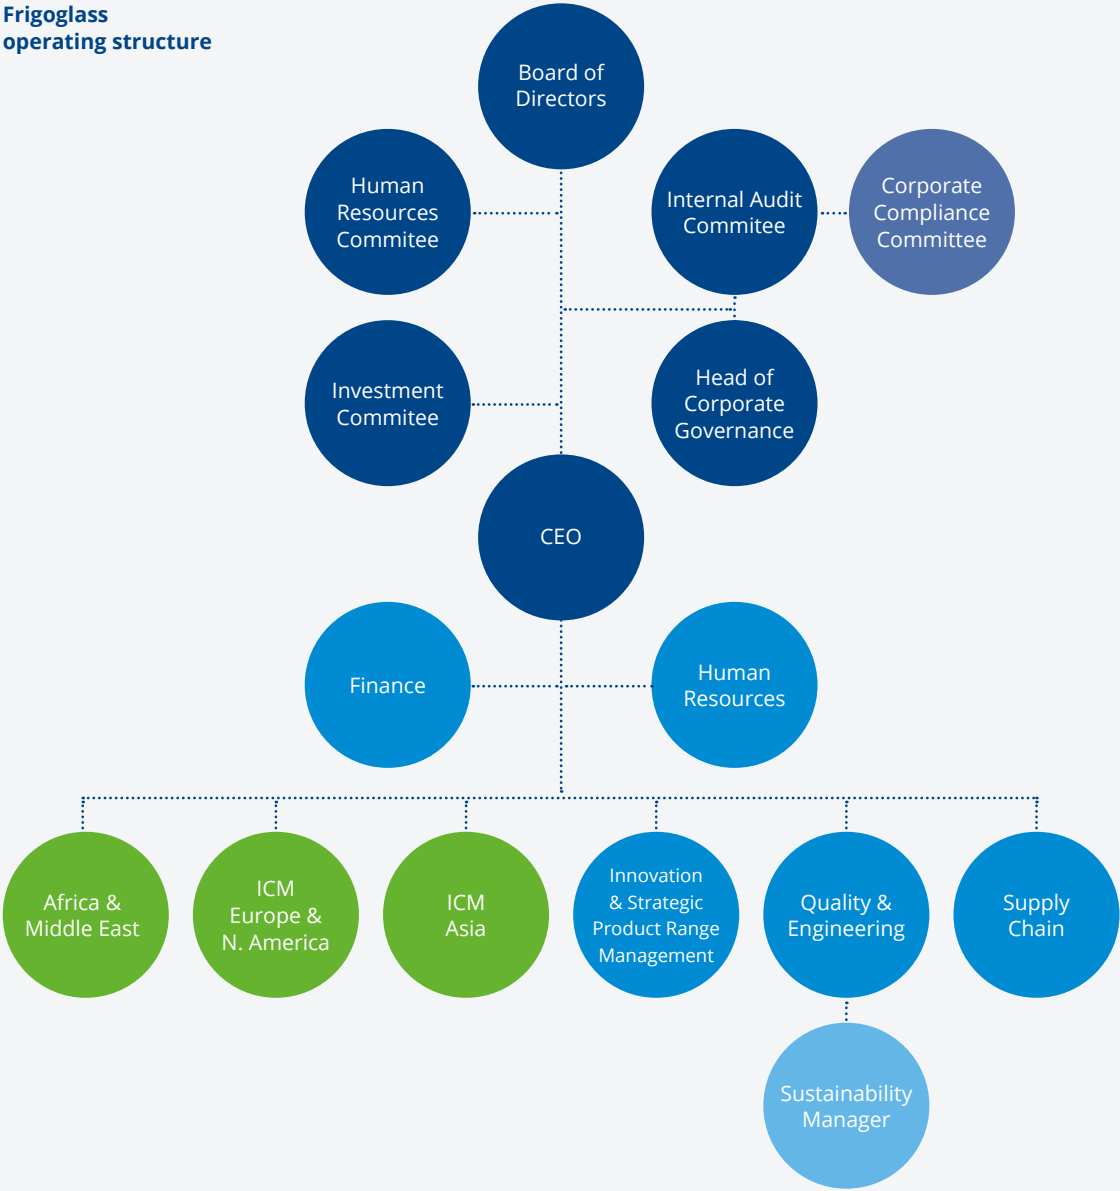 Frigoglass
operating structure
Board of
Directors
Human
Resources
Commitee
Internal Audit
Commitee
Corporate
Compliance
Committee
Investment
Commitee
Head of
Corporate
Governance
CEO
Finance
Human
Resources
Africa &
Middle East
ICM
Europe &
N. America
ICM
Asia
Innovation
& Strategic
Product Range
Management
Quality &
Engineering
Supply
Chain
Sustainability
Manager